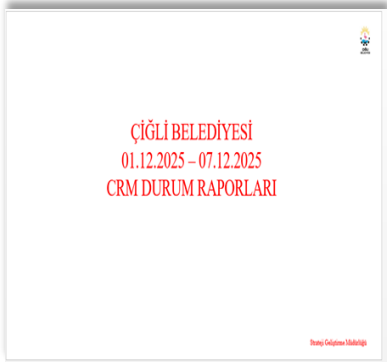 ÇİĞLİ BELEDİYESİ
01.12.2025 – 07.12.2025
CRM DURUM RAPORLARI
Strateji Geliştirme Müdürlüğü